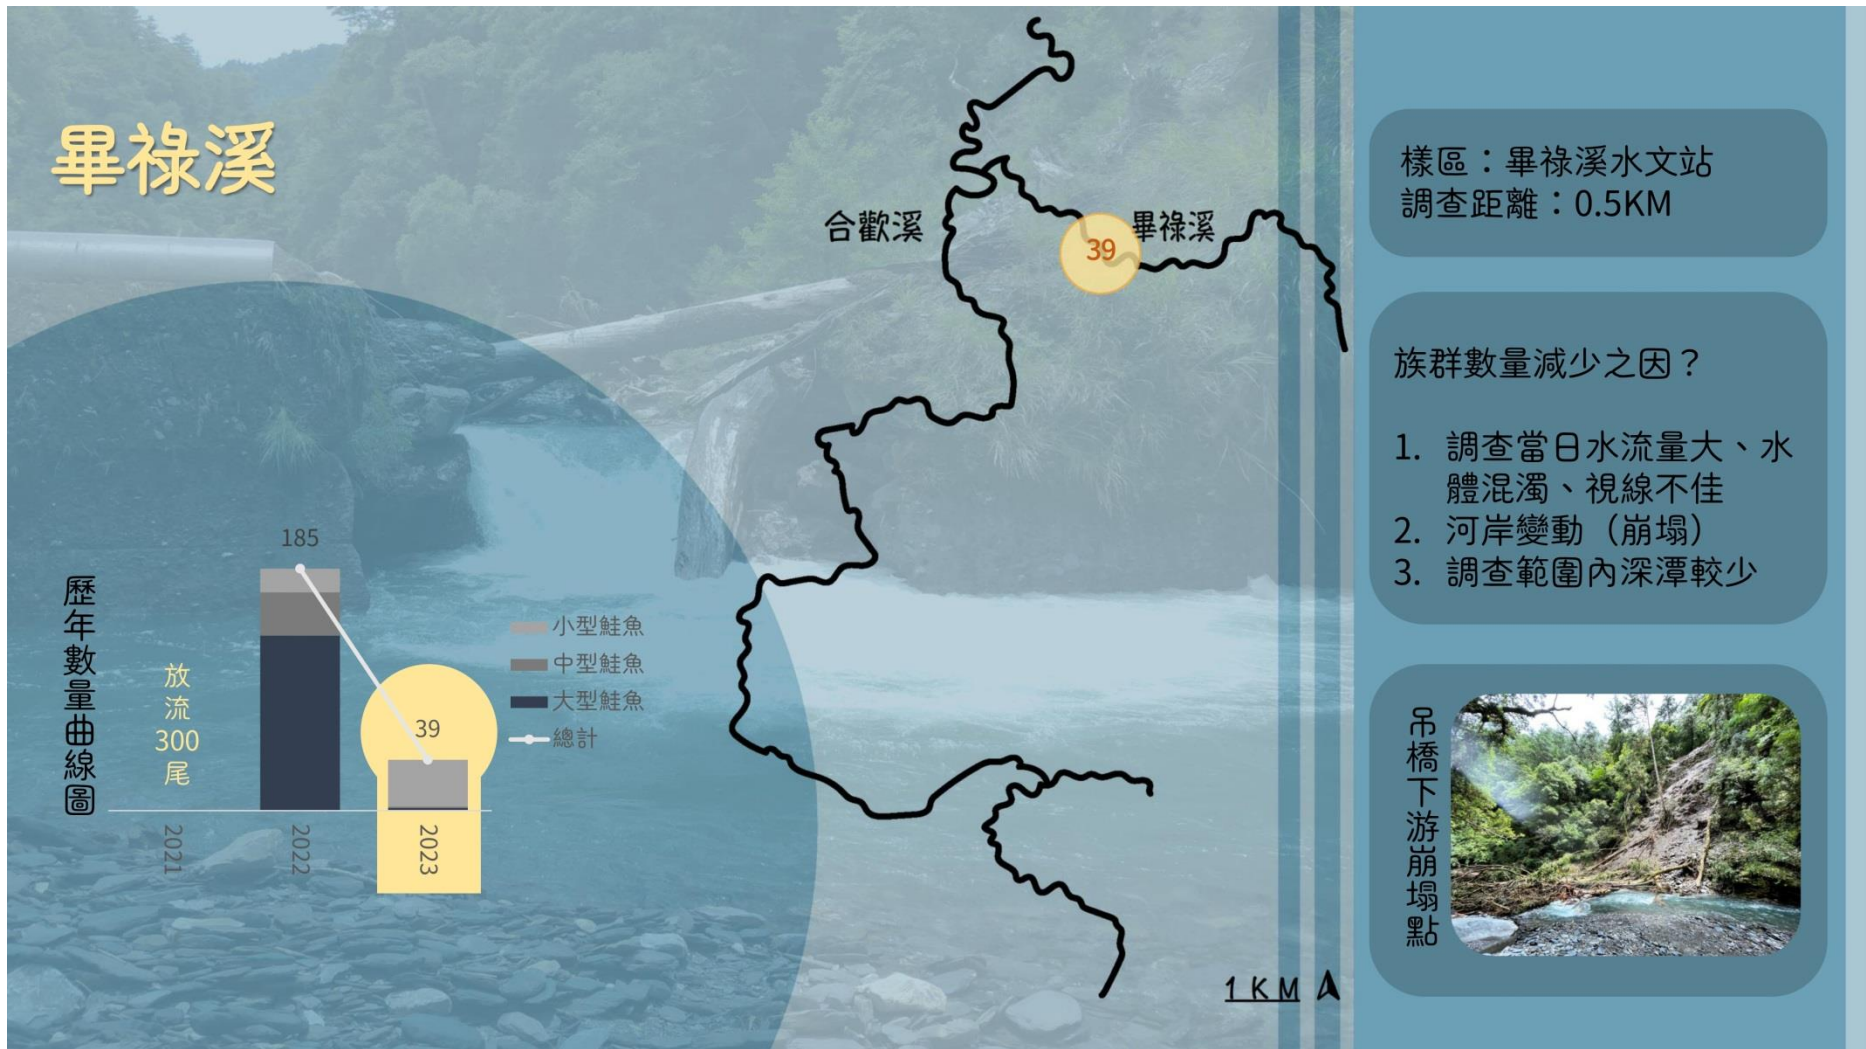 畢祿溪
合歡溪
畢祿溪
39
1KM
歷年數量曲線圖
放流300尾
185
39
2021
2022
2023
小型鮭魚
中型鮭魚
大型鮭魚
總計
樣區：畢祿溪水文站
調查距離：0.5KM
族群數量減少之因？
1. 調查當日水流量大、水
體混濁、視線不佳
2. 河岸變動（崩塌）
3. 調查範圍內深潭較少
吊橋下游崩塌點